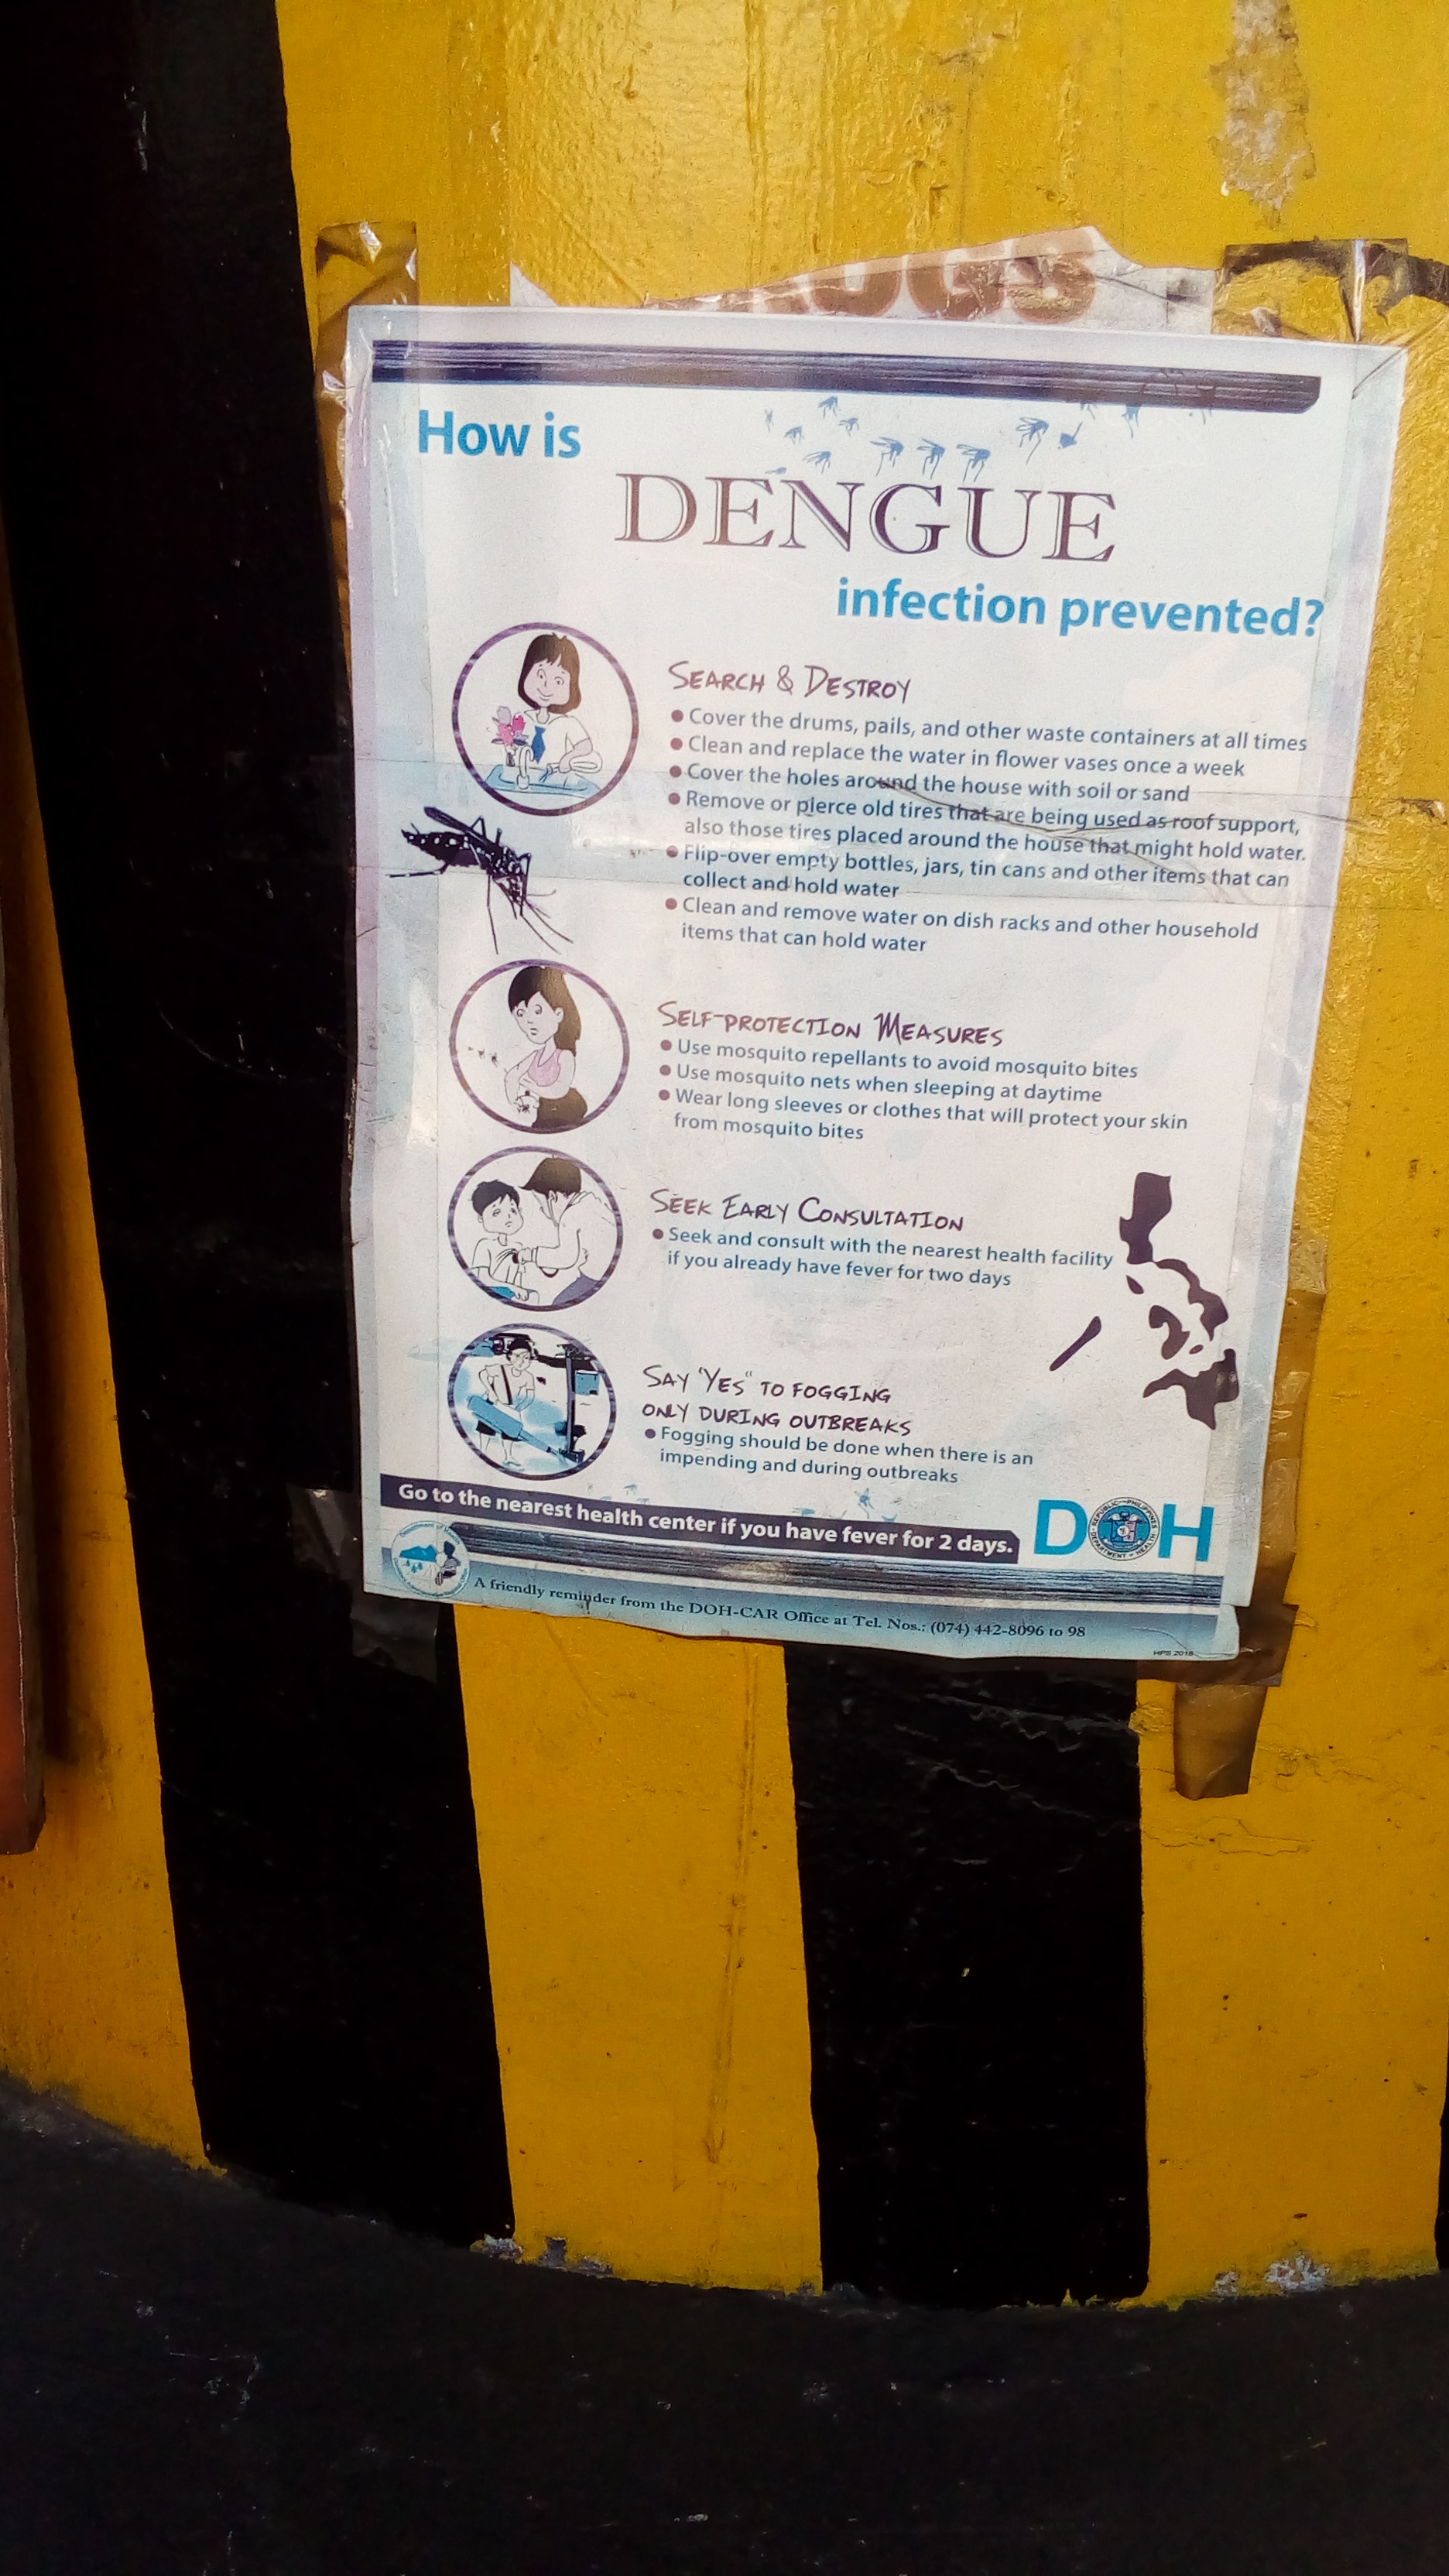 UGS
How is
DENGUE
infection prevented?
SEARCH & DESTROY
• Cover the drums, pails, and other waste containers at all times
• Clean and replace the water in flower vases once a week
• Cover the holes around the house with soil or sand
• Remove or pierce old tires that are being used as roof support,
also those tires placed around the house that might hold water.
• Flip-over empty bottles, jars, tin cans and other items that can
collect and hold water
• Clean and remove water on dish racks and other household
items that can hold water
SELF-PROTECTION MEASURES
• Use mosquito repellants to avoid mosquito bites
• Use mosquito nets when sleeping at daytime
• Wear long sleeves or clothes that will protect your skin
from mosquito bites
SEEK EARLY CONSULTATION
• Seek and consult with the nearest health facility
if you already have fever for two days
SAY "YES" TO FOGGING
ONLY DURING OUTBREAKS
• Fogging should be done when there is an
impending and during outbreaks
Go to the nearest health center if you have fever for 2 days.
DOH
A friendly reminder from the DOH-CAR Office at Tel. Nos.: (074) 442-8096 to 98